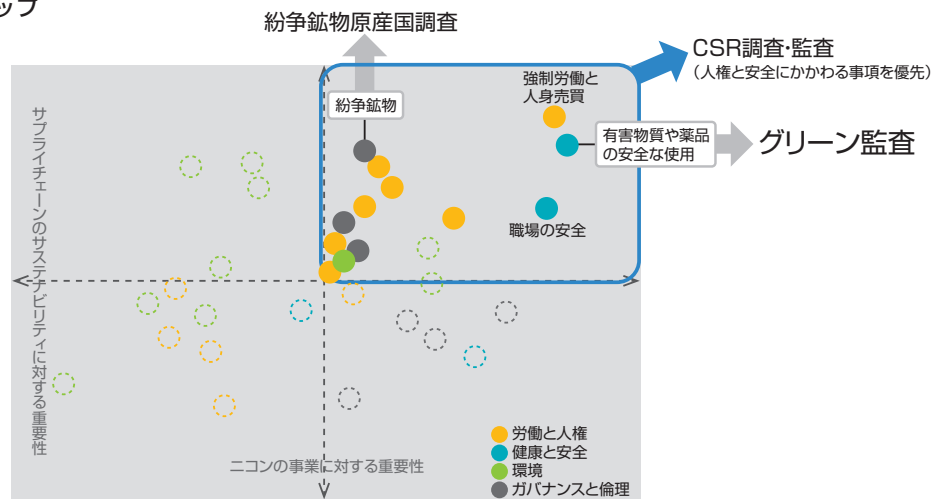 ップ
紛争鉱物原産国調査
CSR調査・監査
（人権と安全にかかわる事項を優先）
強制労働と
人身売買
紛争鉱物
有害物質や薬品
の安全な使用
グリーン監査
職場の安全
サプライチェーンのサステナビリティに対する重要性
ニコンの事業に対する重要性
労働と人権
健康と安全
環境
ガバナンスと倫理